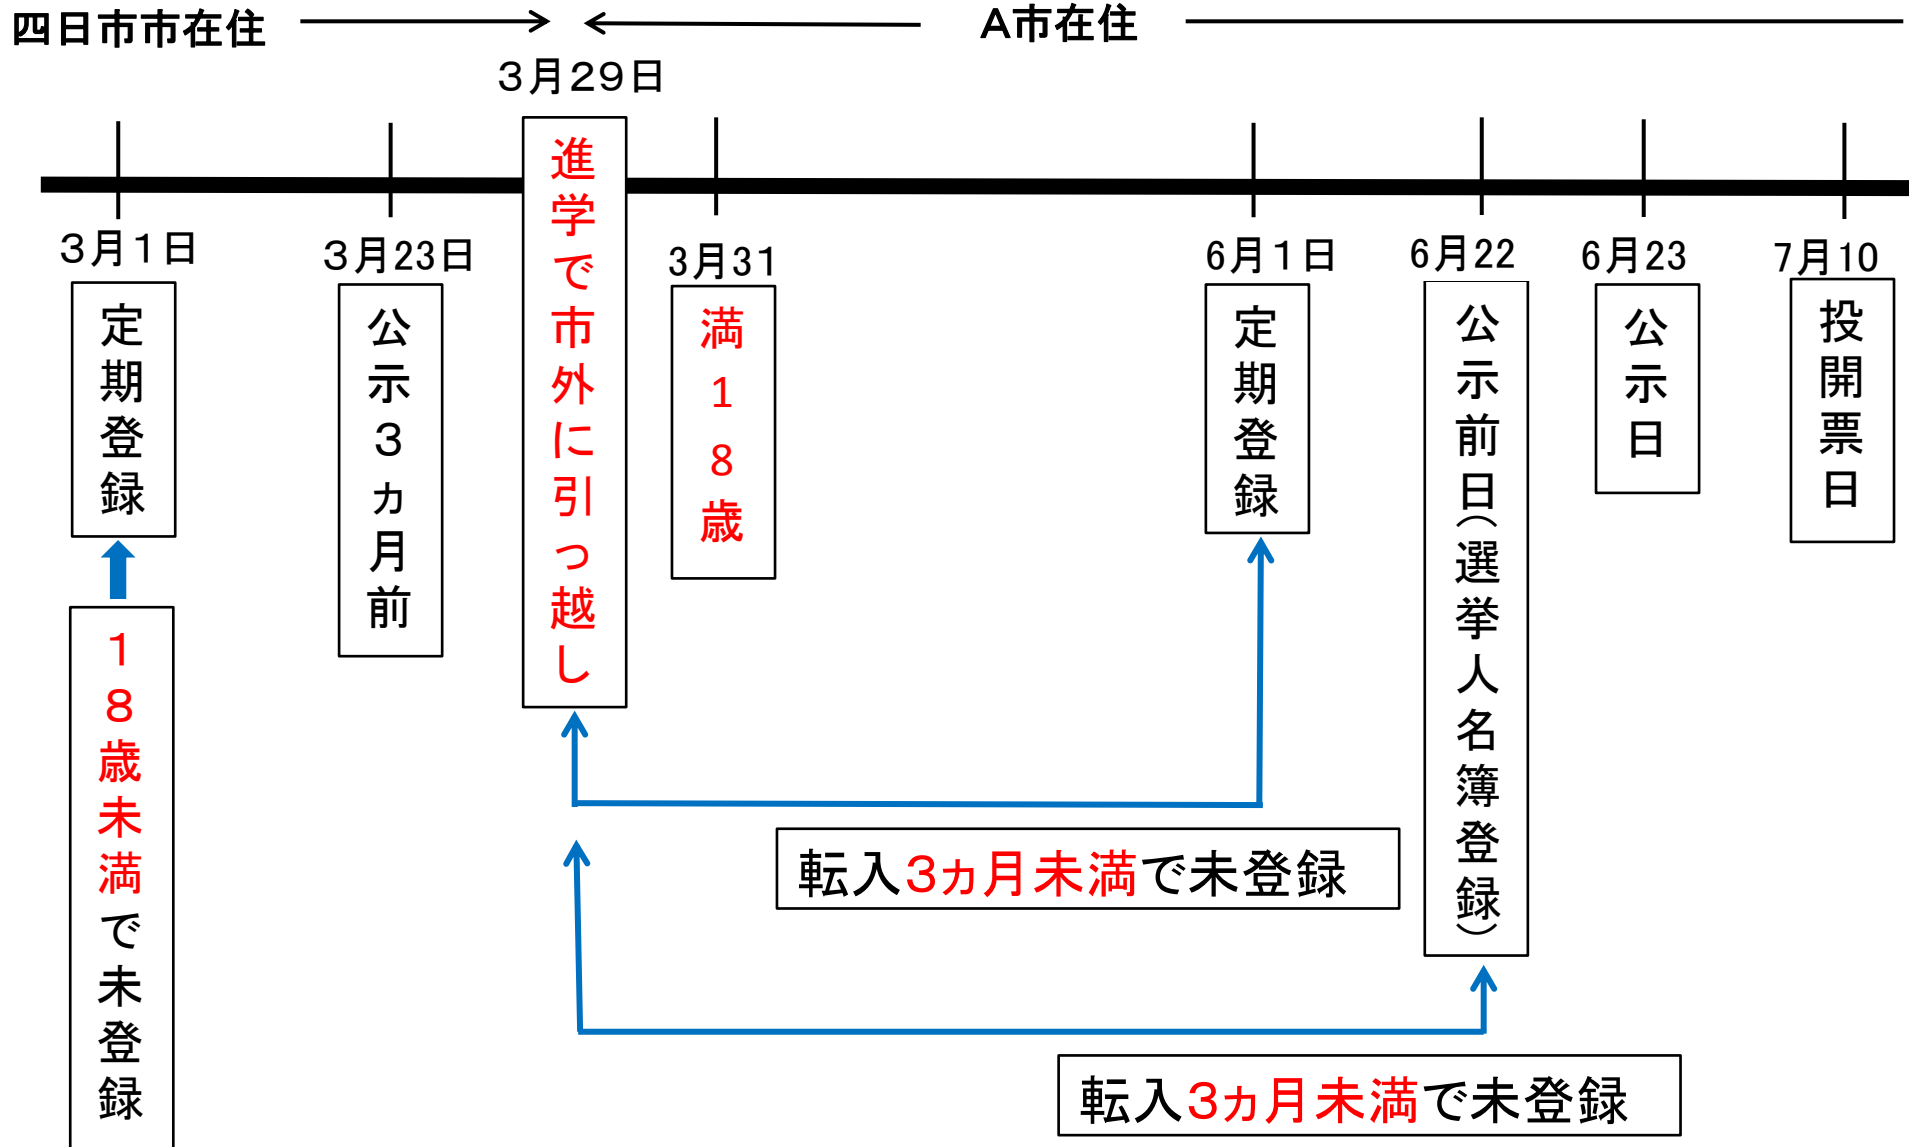 四日市市在住
A市在住
3月29日
進学で市外に引っ越し
3月1日
3月23日
3月31
6月1日
6月22
6月23
7月10
定期登録
公示3ヵ月前
満18歳
定期登録
公示前日(選挙人名簿登録)
公示日
投開票日
18歳未満で未登録
転入3ヵ月未満で未登録
転入3ヵ月未満で未登録